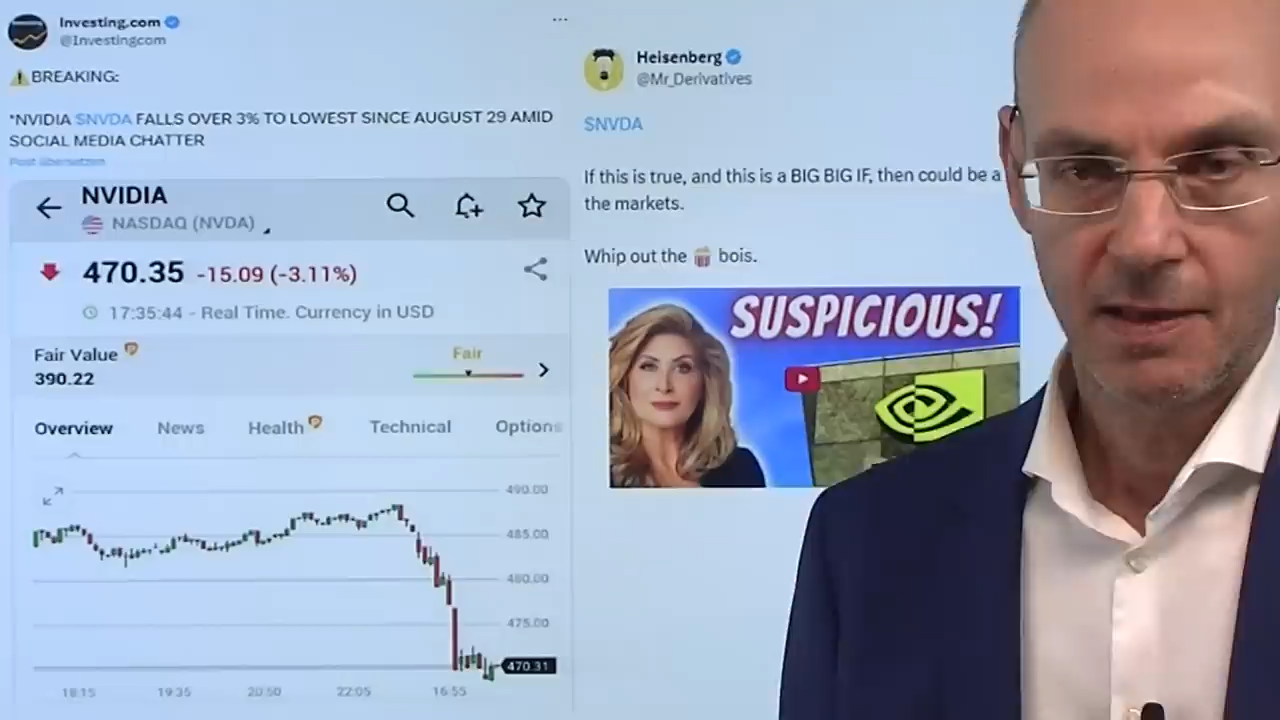 Investing.com
@Investingcom
...
⚠️BREAKING:
*NVIDIA $NVDA FALLS OVER 3% TO LOWEST SINCE AUGUST 29 AMID
SOCIAL MEDIA CHATTER
Post übersetzen
NVIDIA
NASDAQ (NVDA)
470.35 -15.09 (-3.11%)
17:35:44 - Real Time. Currency in USD
Fair Value
390.22
Fair
Overview News Health Technical Options
490.00
485.00
480.00
475.00
470.31
18:15 19:35 20:50 22:05 16:55
Heisenberg
@Mr_Derivatives
$NVDA
If this is true, and this is a BIG BIG IF, then could be a
the markets.
Whip out the 🍿 bois.
SUSPICIOUS!